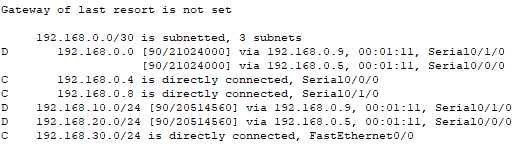 Gateway of last resort is not set
192.168.0.0/30 is subnetted, 3 subnets
D 192.168.0.0 [90/21024000] via 192.168.0.9, 00:01:11, Serial0/1/0
[90/21024000] via 192.168.0.5, 00:01:11, Serial0/0/0
C 192.168.0.4 is directly connected, Serial0/0/0
C 192.168.0.8 is directly connected, Serial0/1/0
D 192.168.10.0/24 [90/20514560] via 192.168.0.9, 00:01:11, Serial0/1/0
D 192.168.20.0/24 [90/20514560] via 192.168.0.5, 00:01:11, Serial0/0/0
C 192.168.30.0/24 is directly connected, FastEthernet0/0